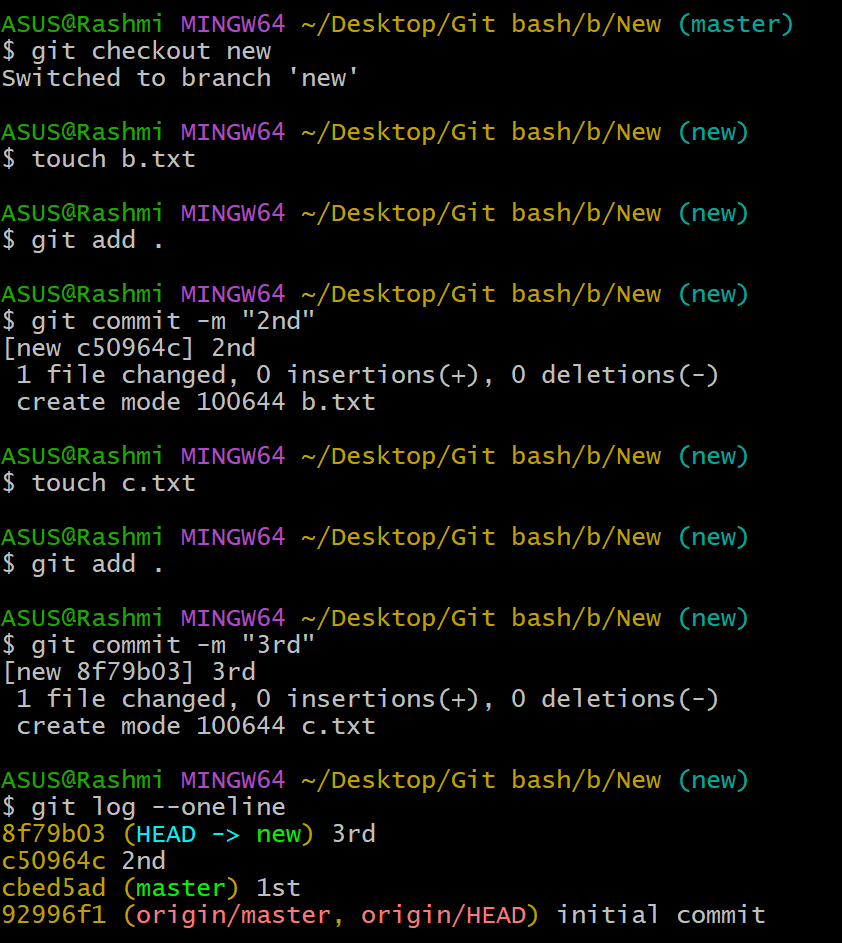 ASUS@Rashmi MINGW64 ~/Desktop/Git bash/b/New (master)
$ git checkout new
Switched to branch 'new'
ASUS@Rashmi MINGW64 ~/Desktop/Git bash/b/New (new)
$ touch b.txt
ASUS@Rashmi MINGW64 ~/Desktop/Git bash/b/New (new)
$ git add .
ASUS@Rashmi MINGW64 ~/Desktop/Git bash/b/New (new)
$ git commit -m "2nd"
[new c50964c] 2nd
 1 file changed, 0 insertions(+), 0 deletions(-)
 create mode 100644 b.txt
ASUS@Rashmi MINGW64 ~/Desktop/Git bash/b/New (new)
$ touch c.txt
ASUS@Rashmi MINGW64 ~/Desktop/Git bash/b/New (new)
$ git add .
ASUS@Rashmi MINGW64 ~/Desktop/Git bash/b/New (new)
$ git commit -m "3rd"
[new 8f79b03] 3rd
 1 file changed, 0 insertions(+), 0 deletions(-)
 create mode 100644 c.txt
ASUS@Rashmi MINGW64 ~/Desktop/Git bash/b/New (new)
$ git log --oneline
8f79b03 (HEAD -> new) 3rd
c50964c 2nd
cbed5ad (master) 1st
92996f1 (origin/master, origin/HEAD) initial commit